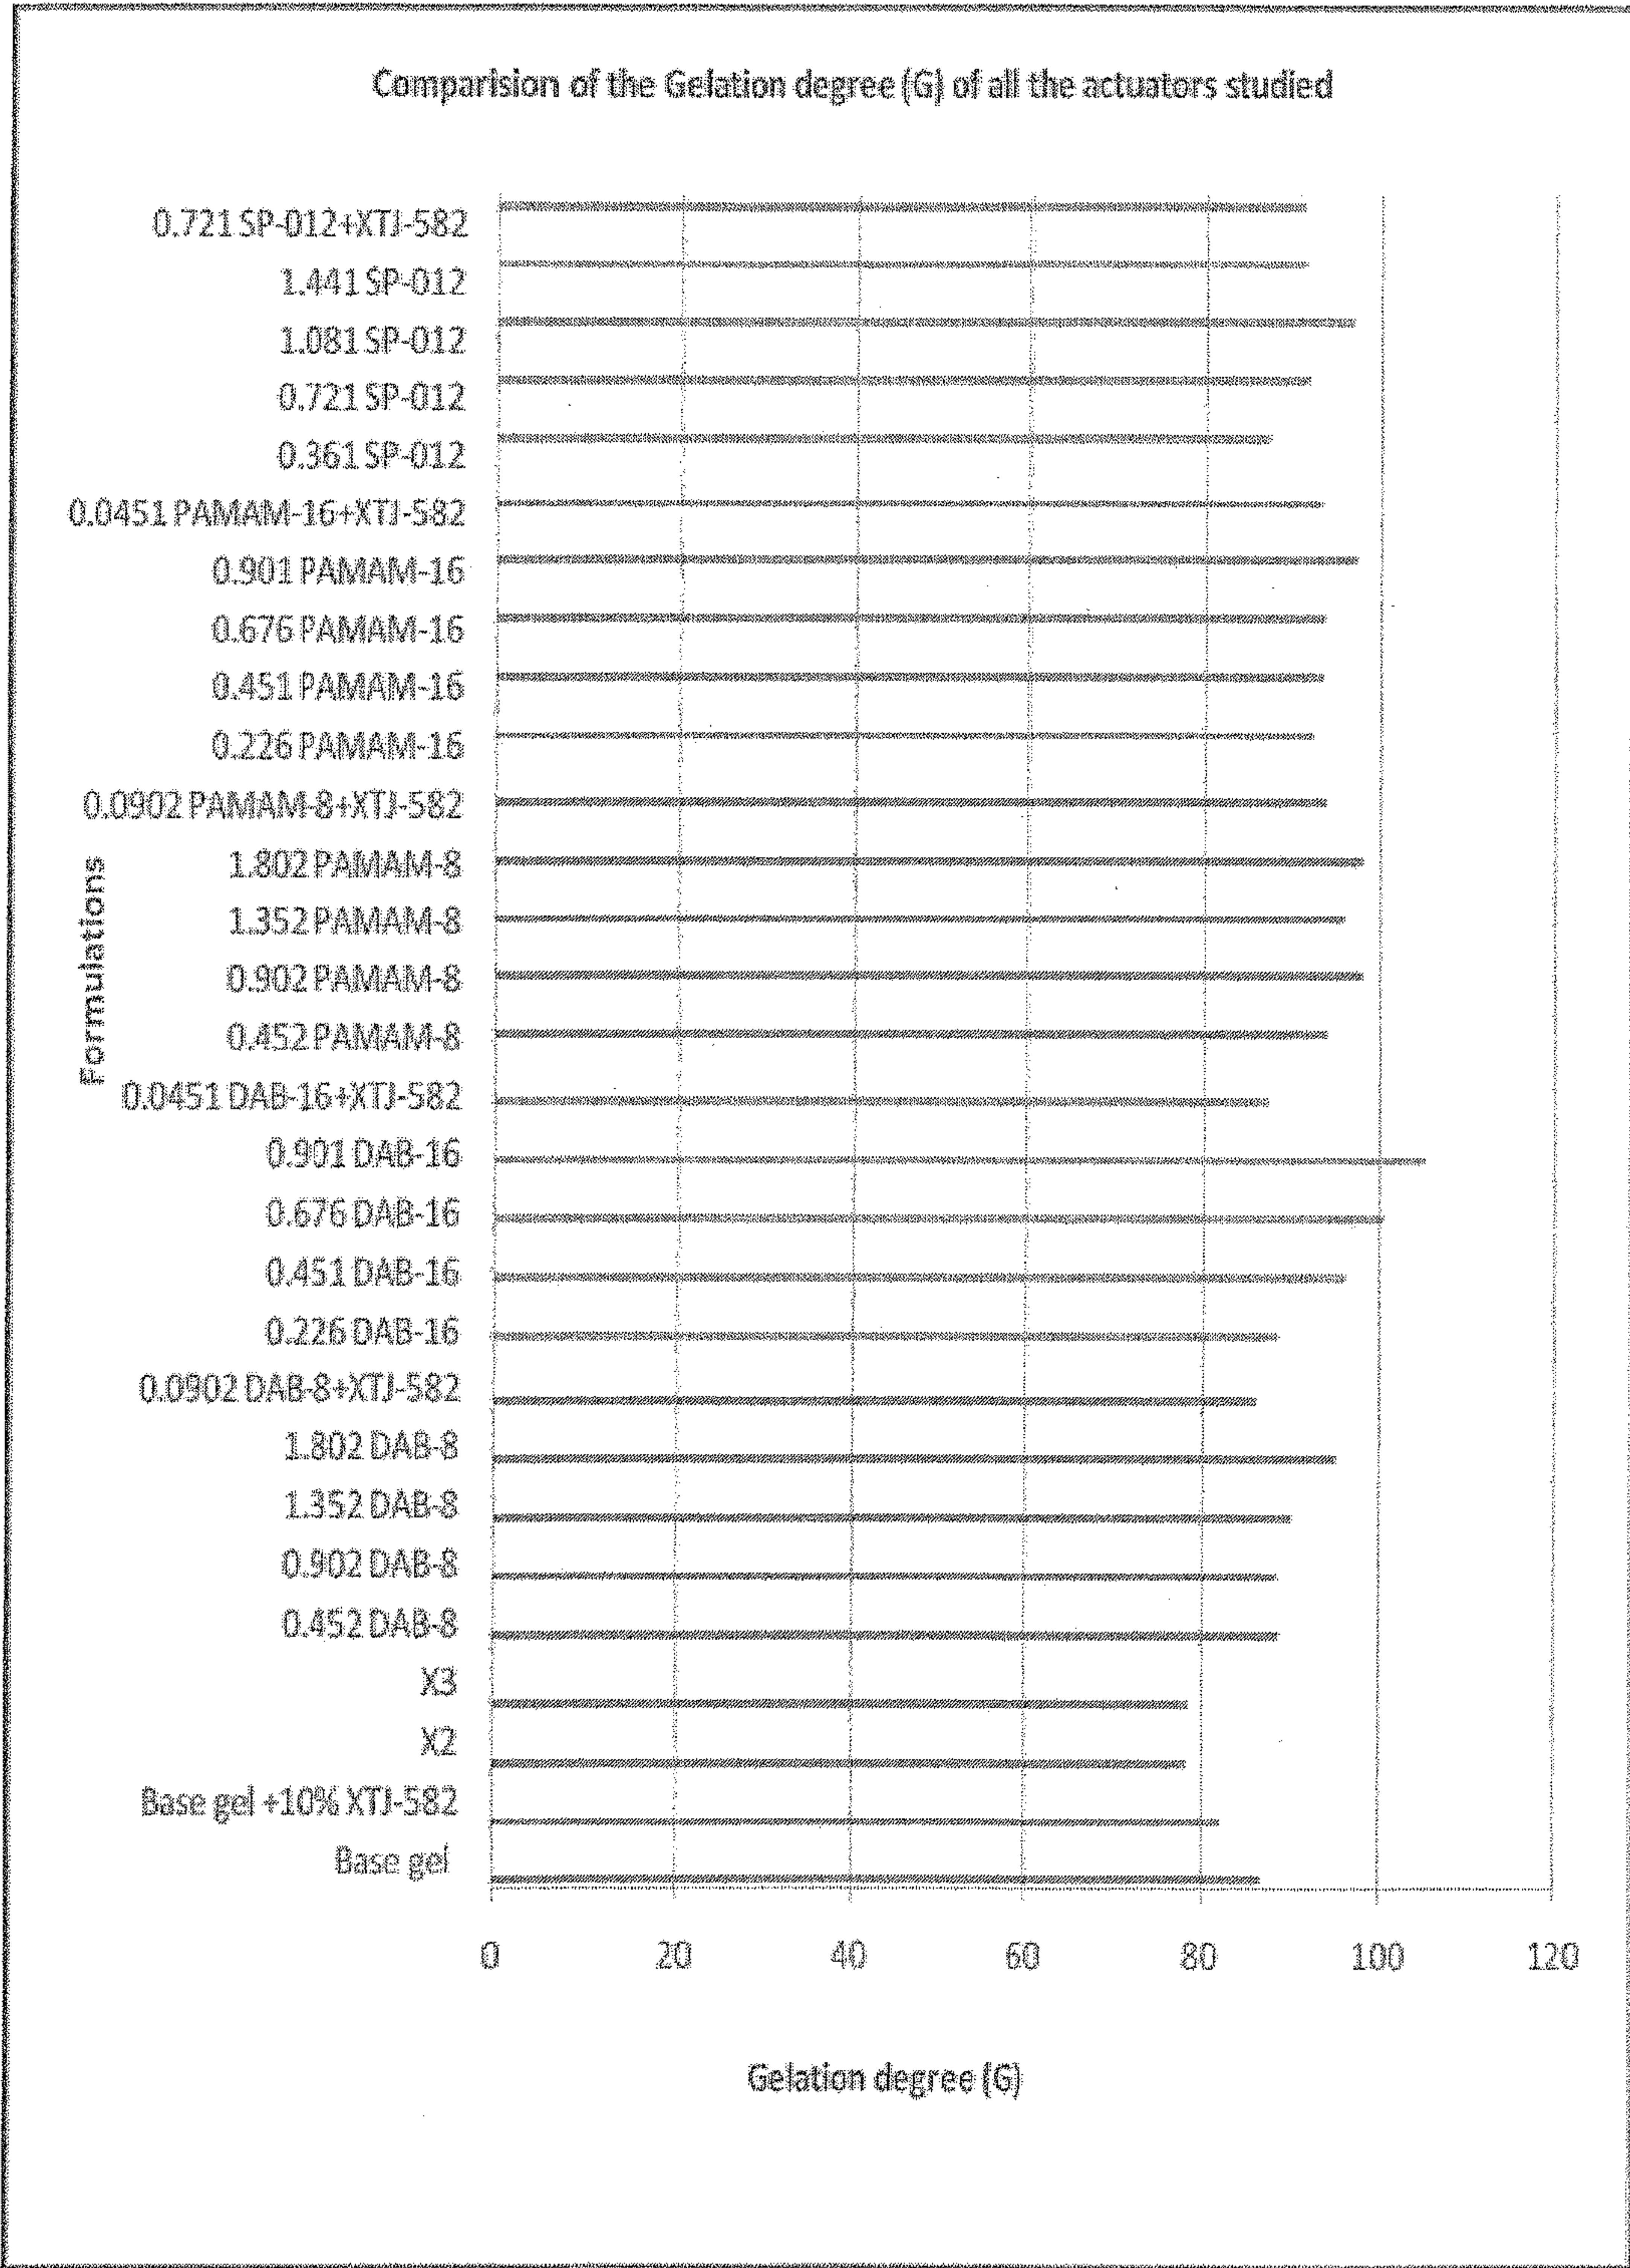 Comparision of the Gelation degree (G) of all the actuators studied
0.721 SP-012+XTJ-582
1.441 SP-012
1.081 SP-012
0.721 SP-012
0.361 SP-012
0.0451 PAMAM-16+XTJ-582
0.901 PAMAM-16
0.676 PAMAM-16
0.451 PAMAM-16
0.226 PAMAM-16
0.0902 PAMAM-8+XTJ-582
1.802 PAMAM-8
1.352 PAMAM-8
0.902 PAMAM-8
0.452 PAMAM-8
0.0451 DAB-16+XTJ-582
0.901 DAB-16
0.676 DAB-16
0.451 DAB-16
0.226 DAB-16
0.0902 DAB-8+XTJ-582
1.802 DAB-8
1.352 DAB-8
0.902 DAB-8
0.452 DAB-8
X3
X2
Base gel +10% XTJ-582
Base gel
Formulations
0 20 40 60 80 100 120
Gelation degree (G)